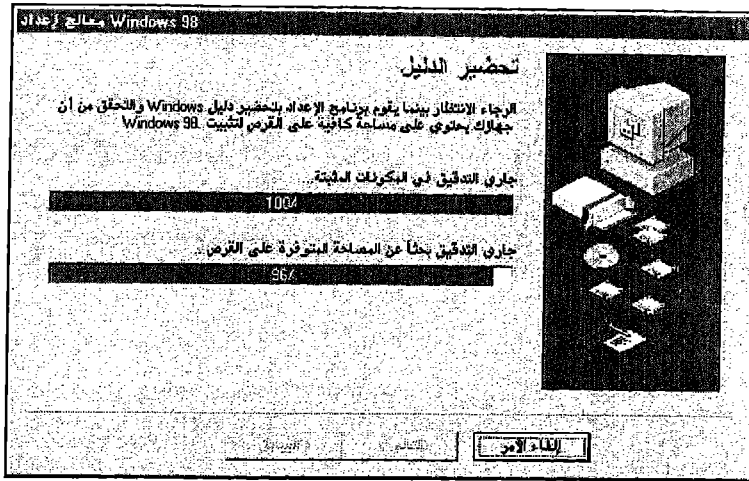 معالج إعداد Windows 98
تحضير الدليل
الرجاء الانتظار بينما يقوم برنامج الإعداد بتحضير دليل Windows والتحقق من أن
جهازك يحتوي على مساحة كافية على القرص لتثبيت Windows 98.
جاري التدقيق في المكونات المثبتة..
100%
جاري التدقيق بحثاً عن المساحة المتوفرة على القرص..
96%
إلغاء الأمر